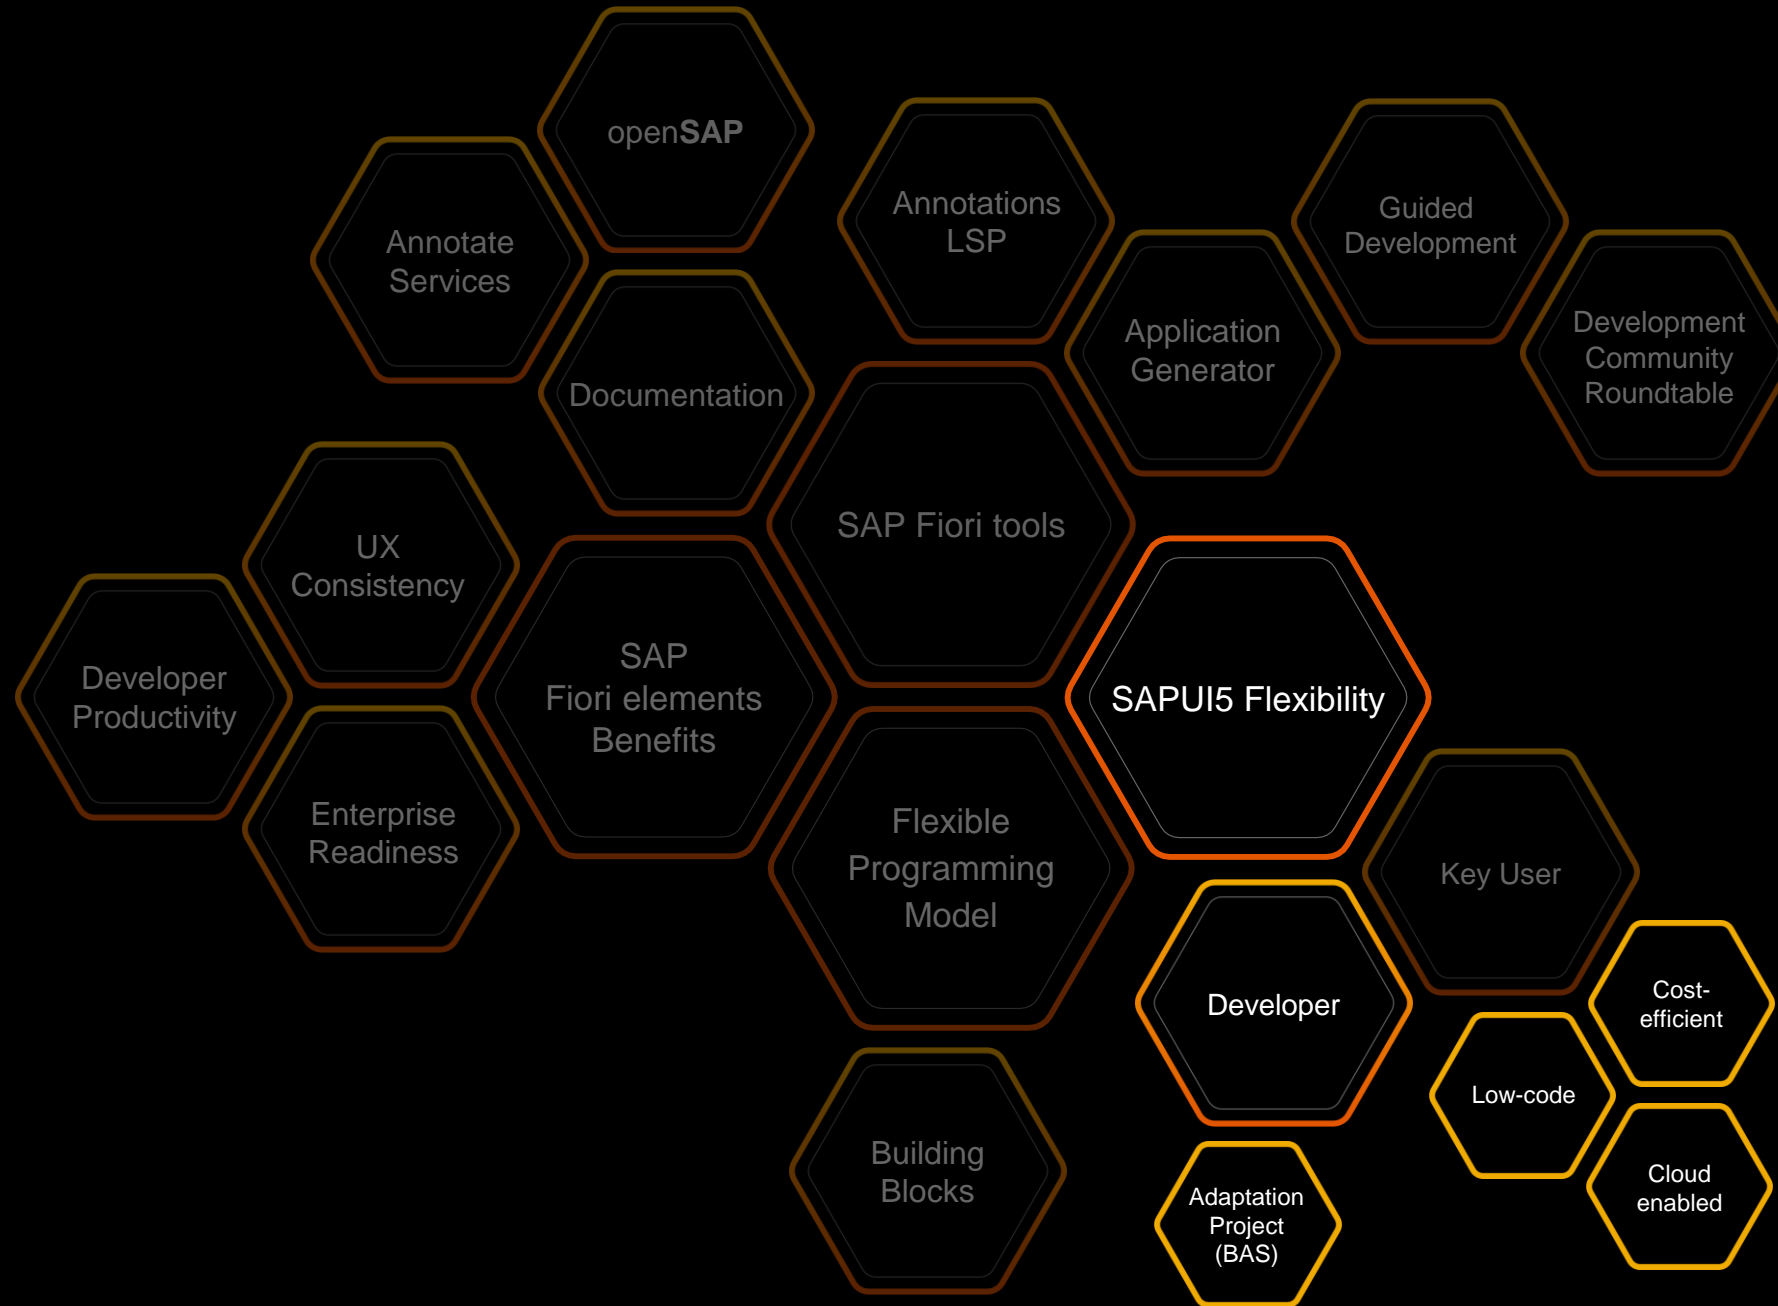 openSAP
Annotate
Services
Annotations
LSP
Guided
Development
Application
Generator
Development
Community
Roundtable
Documentation
SAP Fiori tools
UX
Consistency
Developer
Productivity
SAP
Fiori elements
Benefits
SAPUI5 Flexibility
Enterprise
Readiness
Flexible
Programming
Model
Key User
Developer
Cost-
efficient
Low-code
Cloud
enabled
Building
Blocks
Adaptation
Project
(BAS)